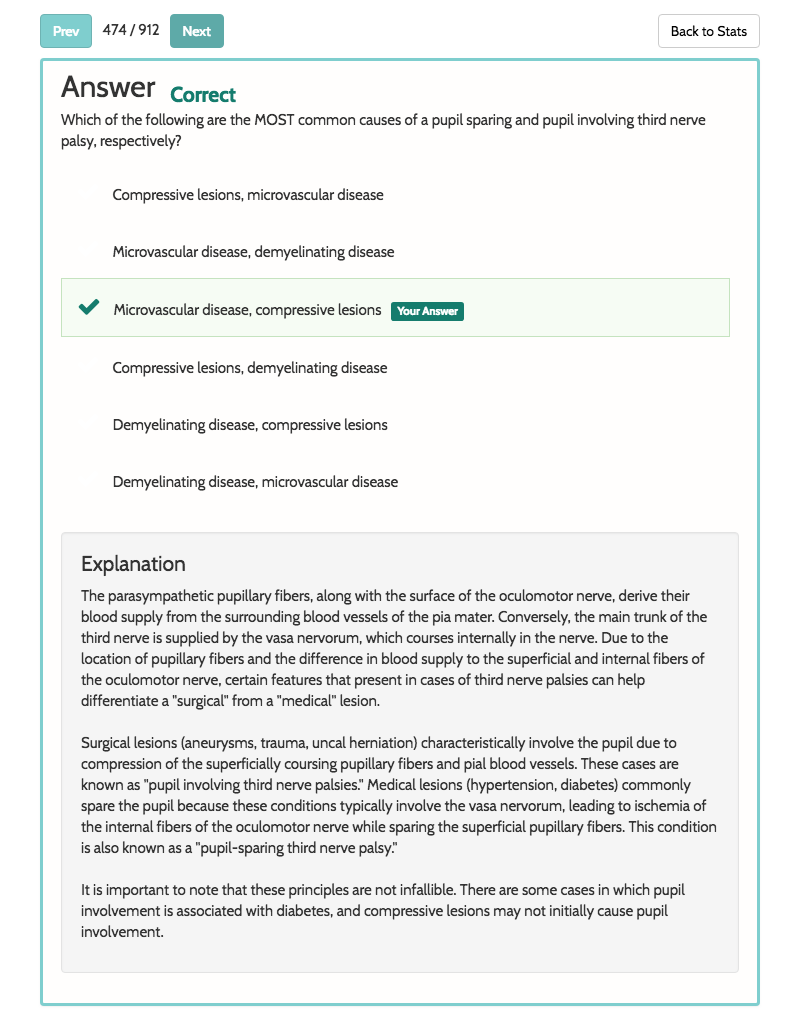 Prev 474 / 912 Next Back to Stats
Answer Correct
Which of the following are the MOST common causes of a pupil sparing and pupil involving third nerve
palsy, respectively?
Compressive lesions, microvascular disease
Microvascular disease, demyelinating disease
Microvascular disease, compressive lesions Your Answer
Compressive lesions, demyelinating disease
Demyelinating disease, compressive lesions
Demyelinating disease, microvascular disease
Explanation
The parasympathetic pupillary fibers, along with the surface of the oculomotor nerve, derive their
blood supply from the surrounding blood vessels of the pia mater. Conversely, the main trunk of the
third nerve is supplied by the vasa nervorum, which courses internally in the nerve. Due to the
location of pupillary fibers and the difference in blood supply to the superficial and internal fibers of
the oculomotor nerve, certain features that present in cases of third nerve palsies can help
differentiate a "surgical" from a "medical" lesion.
Surgical lesions (aneurysms, trauma, uncal herniation) characteristically involve the pupil due to
compression of the superficially coursing pupillary fibers and pial blood vessels. These cases are
known as "pupil involving third nerve palsies." Medical lesions (hypertension, diabetes) commonly
spare the pupil because these conditions typically involve the vasa nervorum, leading to ischemia of
the internal fibers of the oculomotor nerve while sparing the superficial pupillary fibers. This condition
is also known as a "pupil-sparing third nerve palsy."
It is important to note that these principles are not infallible. There are some cases in which pupil
involvement is associated with diabetes, and compressive lesions may not initially cause pupil
involvement.